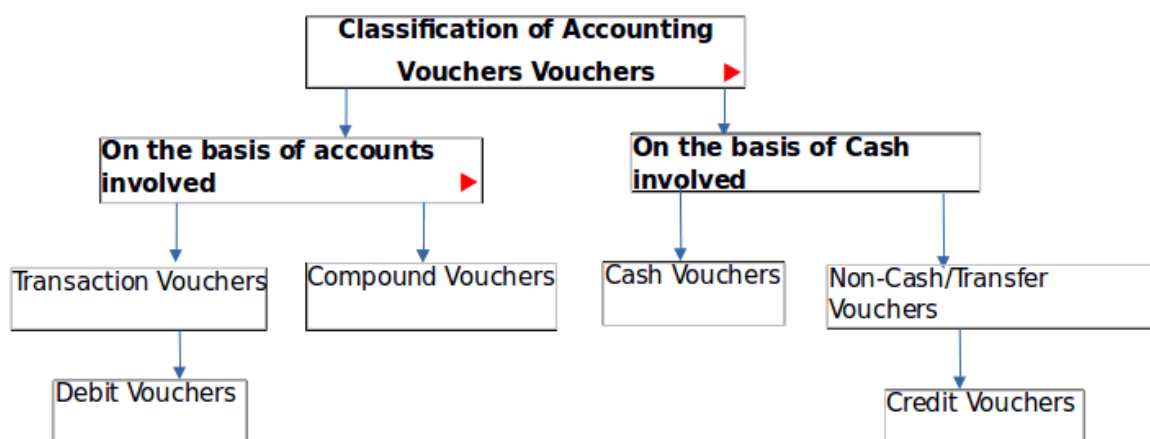 Classification of Accounting
Vouchers Vouchers
On the basis of accounts
involved
On the basis of Cash
involved
Transaction Vouchers
Compound Vouchers
Cash Vouchers
Non-Cash/Transfer
Vouchers
Debit Vouchers
Credit Vouchers